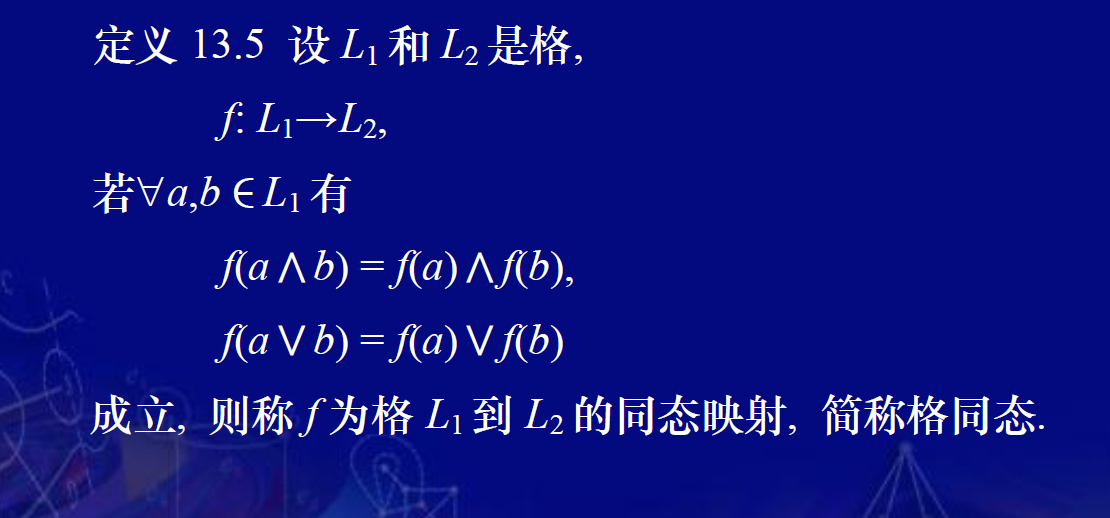 定义 13.5 设 L₁ 和 L₂ 是格,
f: L₁→L₂,
若∀a,b ∈ L₁ 有
f(a ∧ b) = f(a) ∧ f(b),
f(a ∨ b) = f(a) ∨ f(b)
成立, 则称 f 为格 L₁ 到 L₂ 的同态映射, 简称格同态.